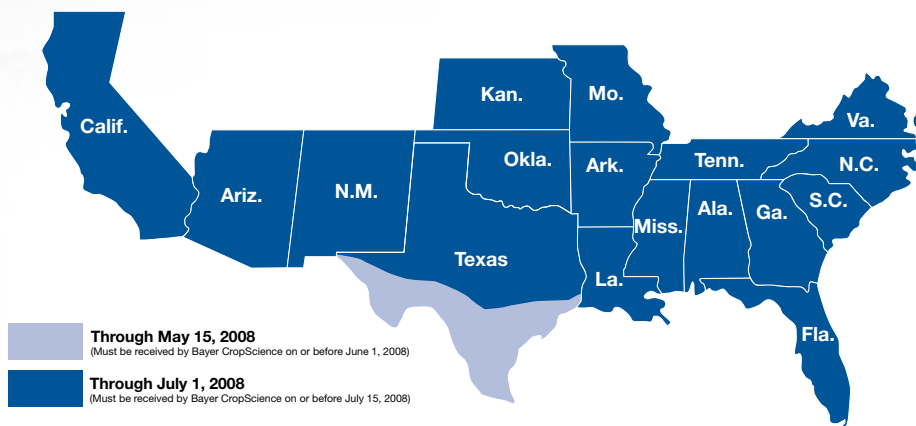 Kan.
Mo.
Calif.
Va.
Okla.
Ark.
Tenn.
N.C.
Ariz.
N.M.
S.C.
Miss.
Ala.
Ga.
Texas
La.
Fla.
Through May 15, 2008
(Must be received by Bayer CropScience on or before June 1, 2008)
Through July 1, 2008
(Must be received by Bayer CropScience on or before July 15, 2008)